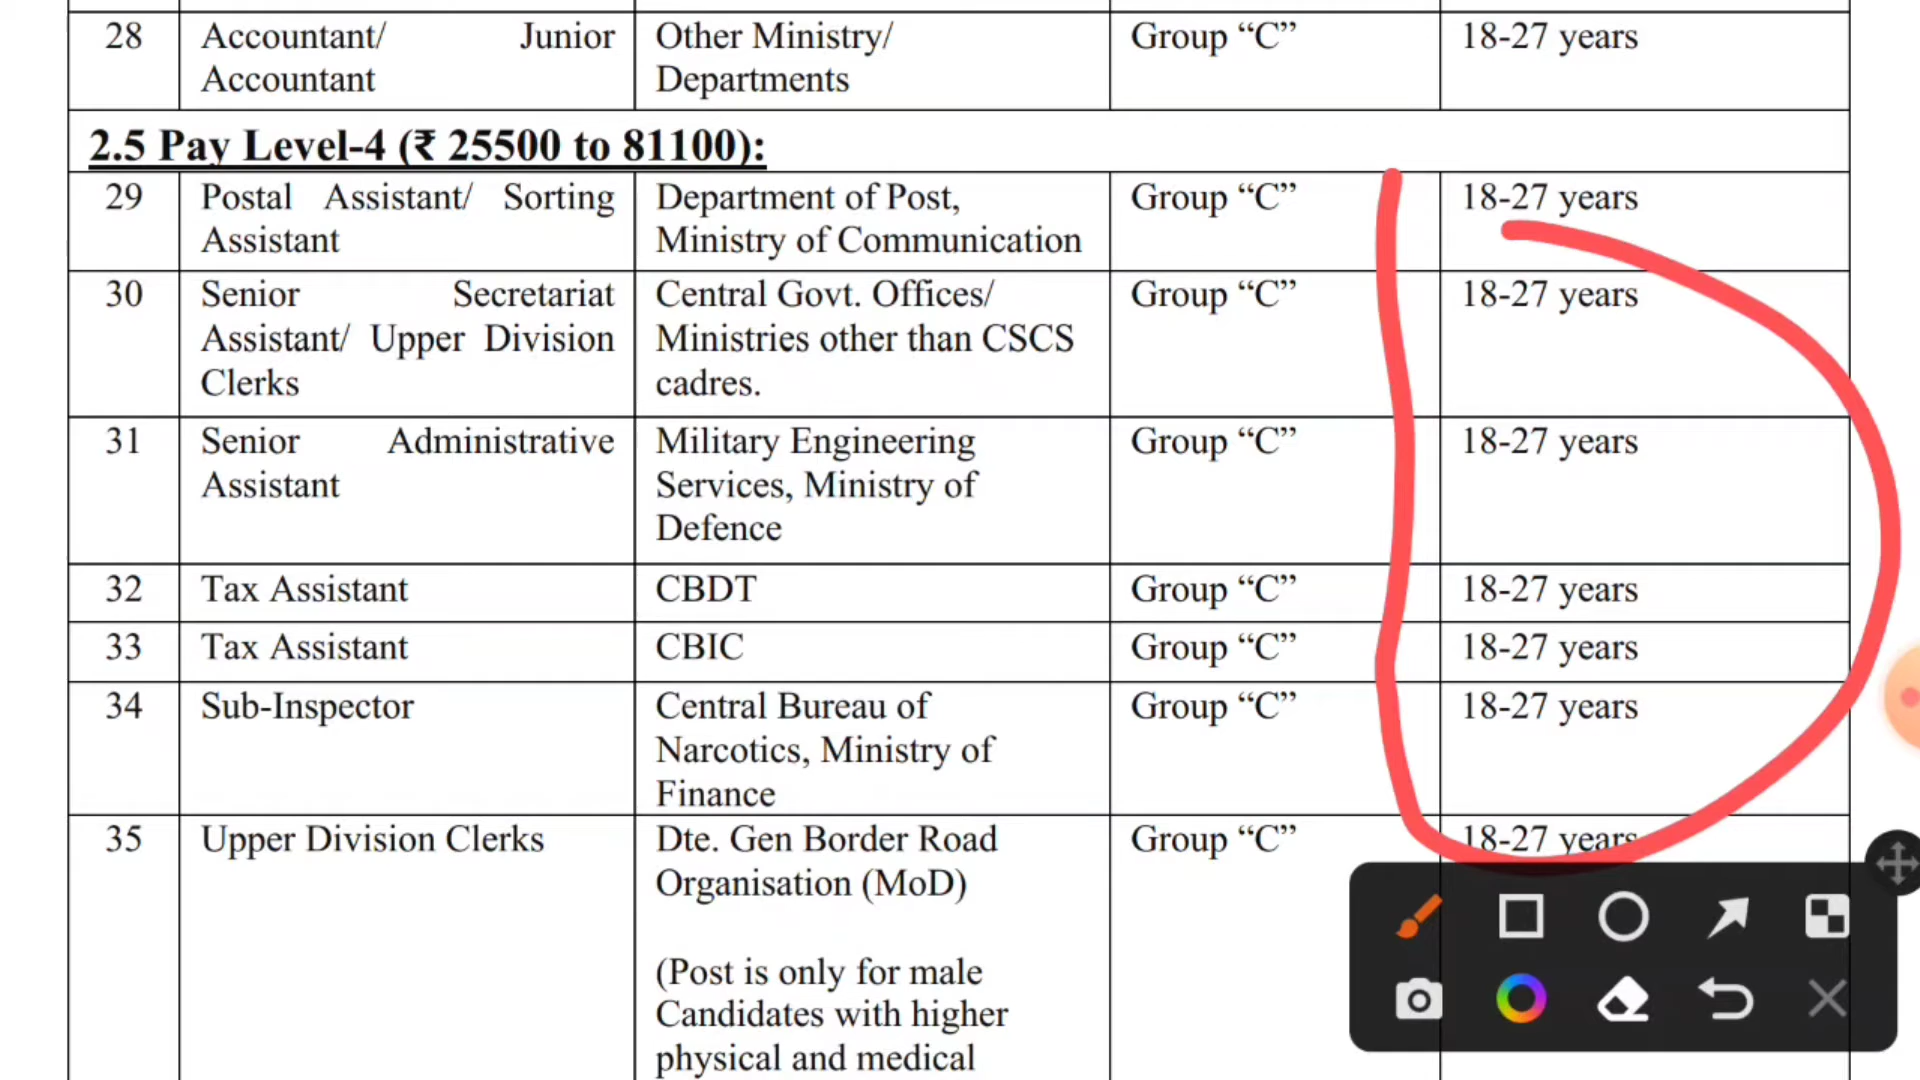 28 Accountant/ Junior Other Ministry/ Group “C” 18-27 years
Accountant Departments
2.5 Pay Level-4 (₹ 25500 to 81100):
29 Postal Assistant/ Sorting Department of Post, Group “C” 18-27 years
Assistant Ministry of Communication
30 Senior Secretariat Central Govt. Offices/ Group “C” 18-27 years
Assistant/ Upper Division Ministries other than CSCS
Clerks cadres.
31 Senior Administrative Military Engineering Group “C” 18-27 years
Assistant Services, Ministry of
Defence
32 Tax Assistant CBDT Group “C” 18-27 years
33 Tax Assistant CBIC Group “C” 18-27 years
34 Sub-Inspector Central Bureau of Group “C” 18-27 years
Narcotics, Ministry of
Finance
35 Upper Division Clerks Dte. Gen Border Road Group “C” 18-27 years
Organisation (MoD)
(Post is only for male
Candidates with higher
physical and medical